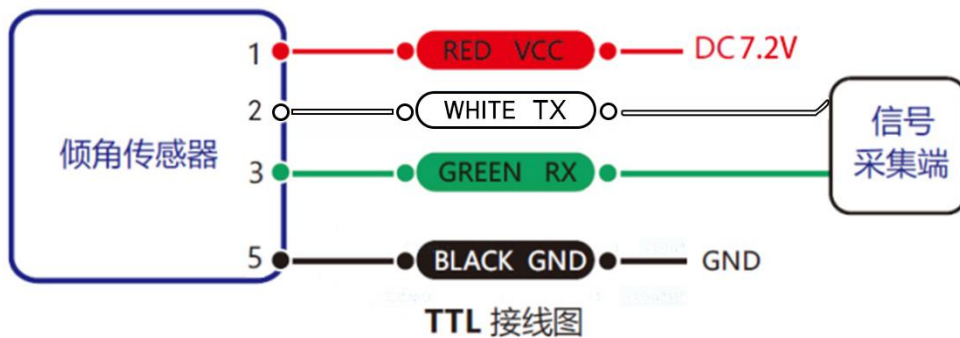 1 RED VCC DC 7.2V
2 WHITE TX
倾角传感器
信号
采集端
3 GREEN RX
5 BLACK GND GND
TTL 接线图